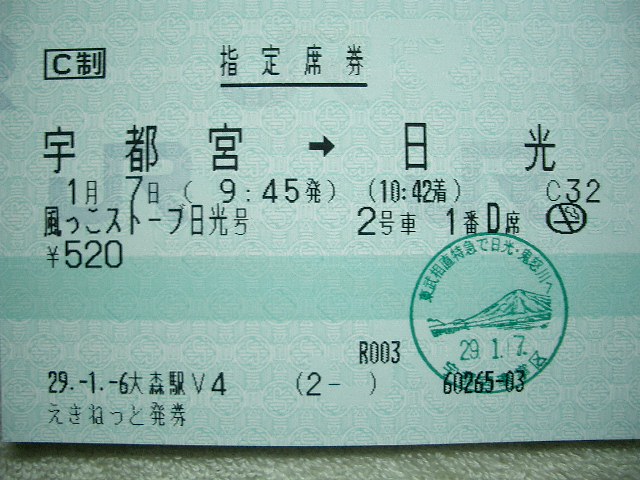 C制 指定席券
宇都宮 → 日光
1月 7日 ( 9:45発) (10:42着) C32
風っこストーブ日光号 2号車 1番D席
¥520
東武相直特急で日光・鬼怒川へ
29.1.7.
R003
29.-1.-6大森駅V4 (2- ) 60265-03
えきねっと発券